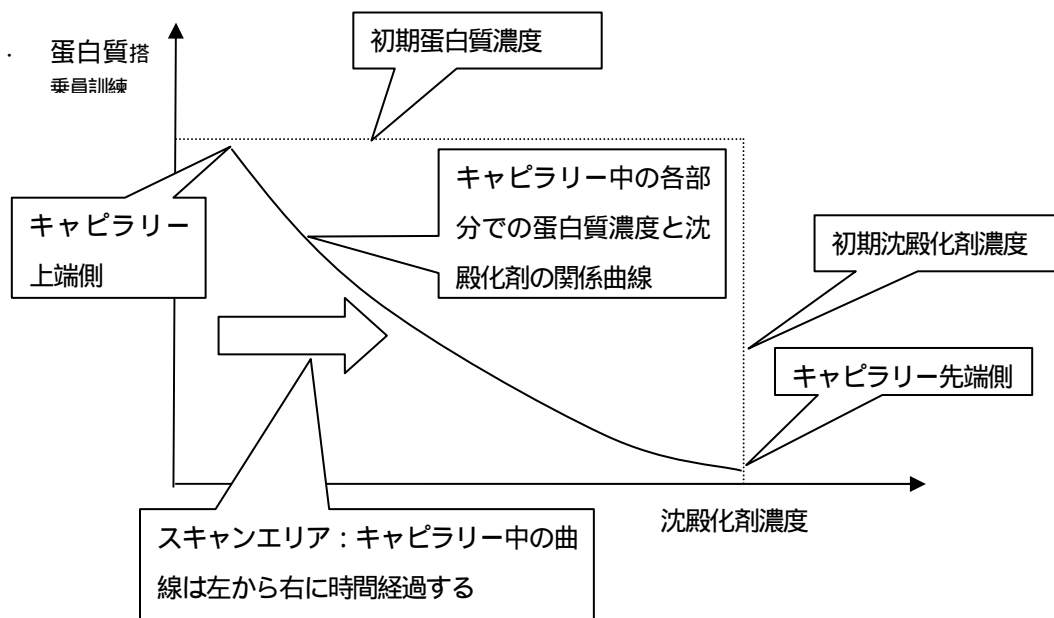 蛋白質搭
乗員訓練
初期蛋白質濃度
キャピラリー中の各部
分での蛋白質濃度と沈
殿化剤の関係曲線
キャピラリー
上端側
初期沈殿化剤濃度
キャピラリー先端側
沈殿化剤濃度
スキャンエリア：キャピラリー中の曲
線は左から右に時間経過する